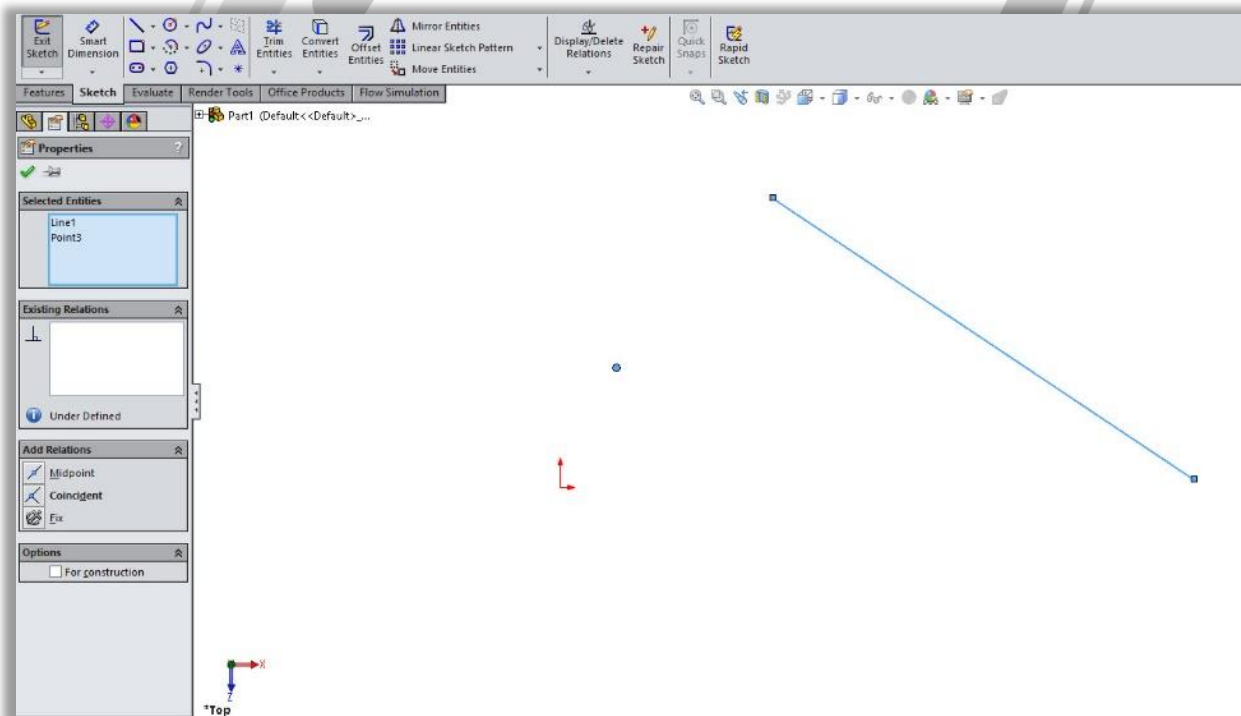 Exit Sketch
Smart Dimension
Trim Entities
Convert Entities
Offset Entities
Mirror Entities
Linear Sketch Pattern
Move Entities
Display/Delete Relations
Repair Sketch
Quick Snaps
Rapid Sketch
Features
Sketch
Evaluate
Render Tools
Office Products
Flow Simulation
Part1 (Default<<Default>_...
Properties
?
Selected Entities
Line1
Point3
Existing Relations
Under Defined
Add Relations
Midpoint
Coincident
Fix
Options
For construction
X
Z
*Top